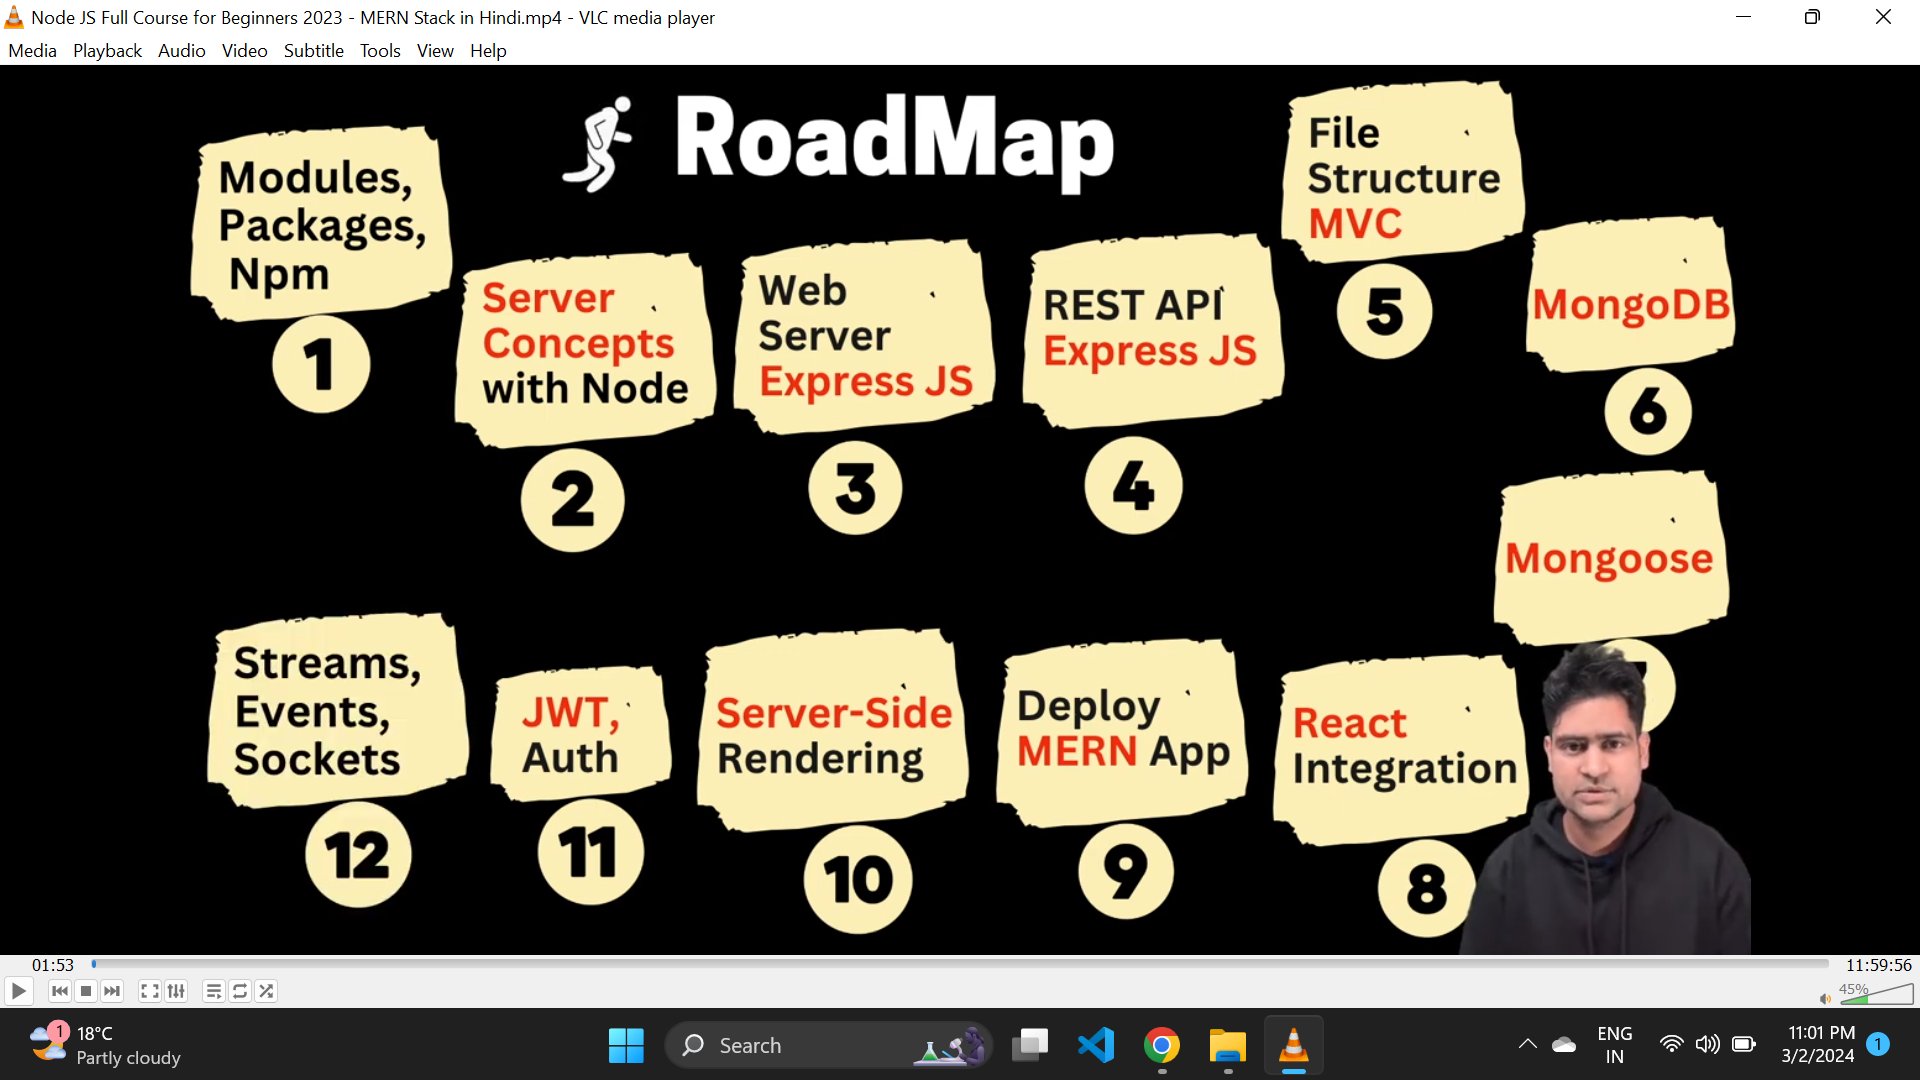 Node JS Full Course for Beginners 2023 - MERN Stack in Hindi.mp4 - VLC media player
Media Playback Audio Video Subtitle Tools View Help
RoadMap
Modules,
Packages,
Npm
1
Server
Concepts
with Node
2
Web
Server
Express JS
3
REST API
Express JS
4
File
Structure
MVC
5
MongoDB
6
Mongoose
React
Integration
8
Deploy
MERN App
9
Server-Side
Rendering
10
JWT,
Auth
11
Streams,
Events,
Sockets
12
01:53
11:59:56
45%
1
18°C
Partly cloudy
Search
ENG
IN
11:01 PM
3/2/2024
1